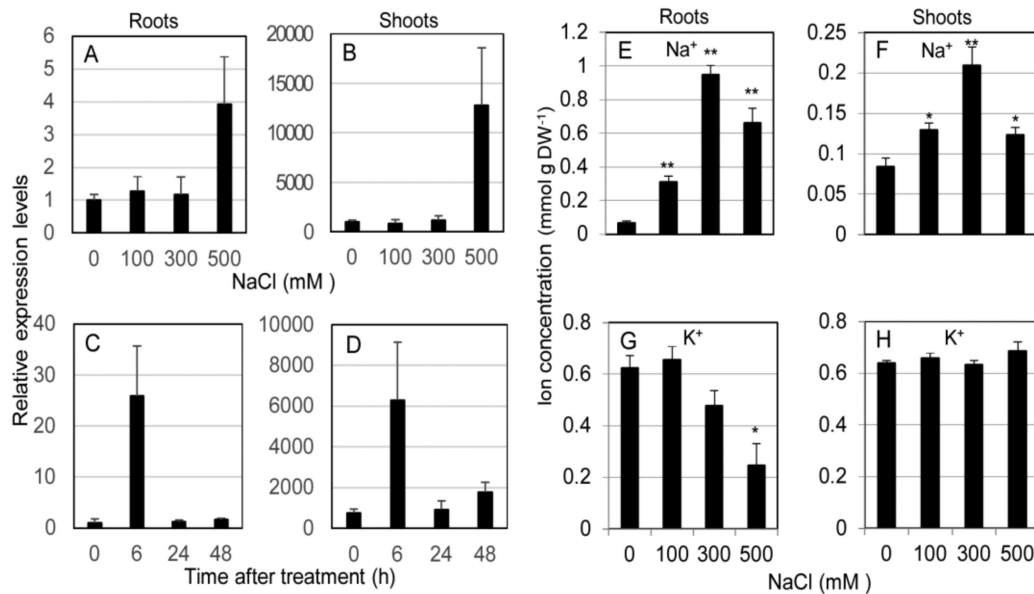 Roots
Shoots
Relative expression levels
A
6
5
4
3
2
1
0
0 100 300 500
B
20000
15000
10000
5000
0
0 100 300 500
NaCl (mM )
C
40
30
20
10
0
0 6 24 48
D
10000
8000
6000
4000
2000
0
0 6 24 48
Time after treatment (h)
Roots
Shoots
Ion concentration (mmol g DW⁻¹)
E Na⁺
1.2
1
0.8
0.6
0.4
0.2
0
** ** **
F Na⁺
0.25
0.2
0.15
0.1
0.05
0
* ** *
G K⁺
0.8
0.6
0.4
0.2
0
*
0 100 300 500
H K⁺
0.8
0.6
0.4
0.2
0
0 100 300 500
NaCl (mM)